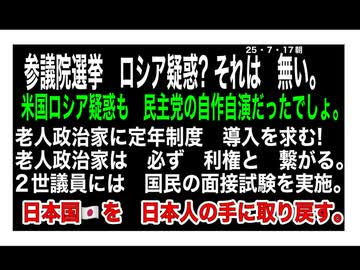 25・7・17朝
参議院選挙　ロシア疑惑? それは　無い。
米国ロシア疑惑も　民主党の自作自演だったでしょ。
老人政治家に定年制度　導入を求む!
老人政治家は　必ず　利権と　繋がる。
２世議員には　国民の面接試験を実施。
日本国🇯🇵を　日本人の手に取り戻す。